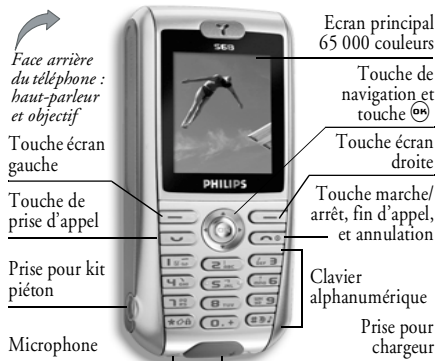 Face arrière
du téléphone :
haut-parleur
et objectif
Touche écran
gauche
Touche de
prise d'appel
Prise pour kit
piéton
Microphone
568
PHILIPS
Ecran principal
65 000 couleurs
Touche de
navigation et
touche OK
Touche écran
droite
Touche marche/
arrêt, fin d'appel,
et annulation
Clavier
alphanumérique
Prise pour
chargeur